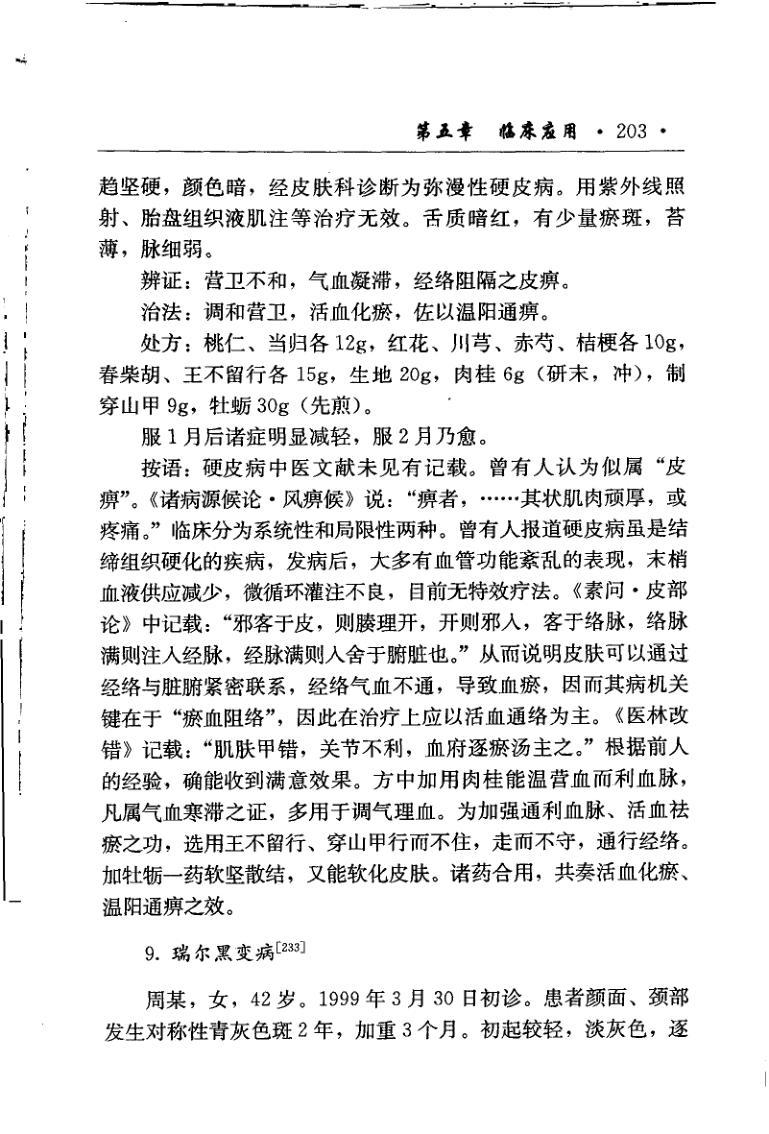 第五章 临床应用 · 203 ·
趋坚硬，颜色暗，经皮肤科诊断为弥漫性硬皮病。用紫外线照
射、胎盘组织液肌注等治疗无效。舌质暗红，有少量瘀斑，苔
薄，脉细弱。
辨证：营卫不和，气血凝滞，经络阻隔之皮痹。
治法：调和营卫，活血化瘀，佐以温阳通痹。
处方：桃仁、当归各 12g，红花、川芎、赤芍、桔梗各 10g，
春柴胡、王不留行各 15g，生地 20g，肉桂 6g（研末，冲），制
穿山甲 9g，牡蛎 30g（先煎）。
服 1 月后诸症明显减轻，服 2 月乃愈。
按语：硬皮病中医文献未见有记载。曾有人认为似属“皮
痹”。《诸病源候论·风痹候》说：“痹者，……其状肌肉顽厚，或
疼痛。”临床分为系统性和局限性两种。曾有人报道硬皮病虽是结
缔组织硬化的疾病，发病后，大多有血管功能紊乱的表现，末梢
血液供应减少，微循环灌注不良，目前无特效疗法。《素问·皮部
论》中记载：“邪客于皮，则腠理开，开则邪入，客于络脉，络脉
满则注入经脉，经脉满则入舍于腑脏也。”从而说明皮肤可以通过
经络与脏腑紧密联系，经络气血不通，导致血瘀，因而其病机关
键在于“瘀血阻络”，因此在治疗上应以活血通络为主。《医林改
错》记载：“肌肤甲错，关节不利，血府逐瘀汤主之。”根据前人
的经验，确能收到满意效果。方中加用肉桂能温营血而利血脉，
凡属气血寒滞之证，多用于调气理血。为加强通利血脉、活血祛
瘀之功，选用王不留行、穿山甲行而不住，走而不守，通行经络。
加牡蛎一药软坚散结，又能软化皮肤。诸药合用，共奏活血化瘀、
温阳通痹之效。
9. 瑞尔黑变病[233]
周某，女，42 岁。1999 年 3 月 30 日初诊。患者颜面、颈部
发生对称性青灰色斑 2 年，加重 3 个月。初起较轻，淡灰色，逐